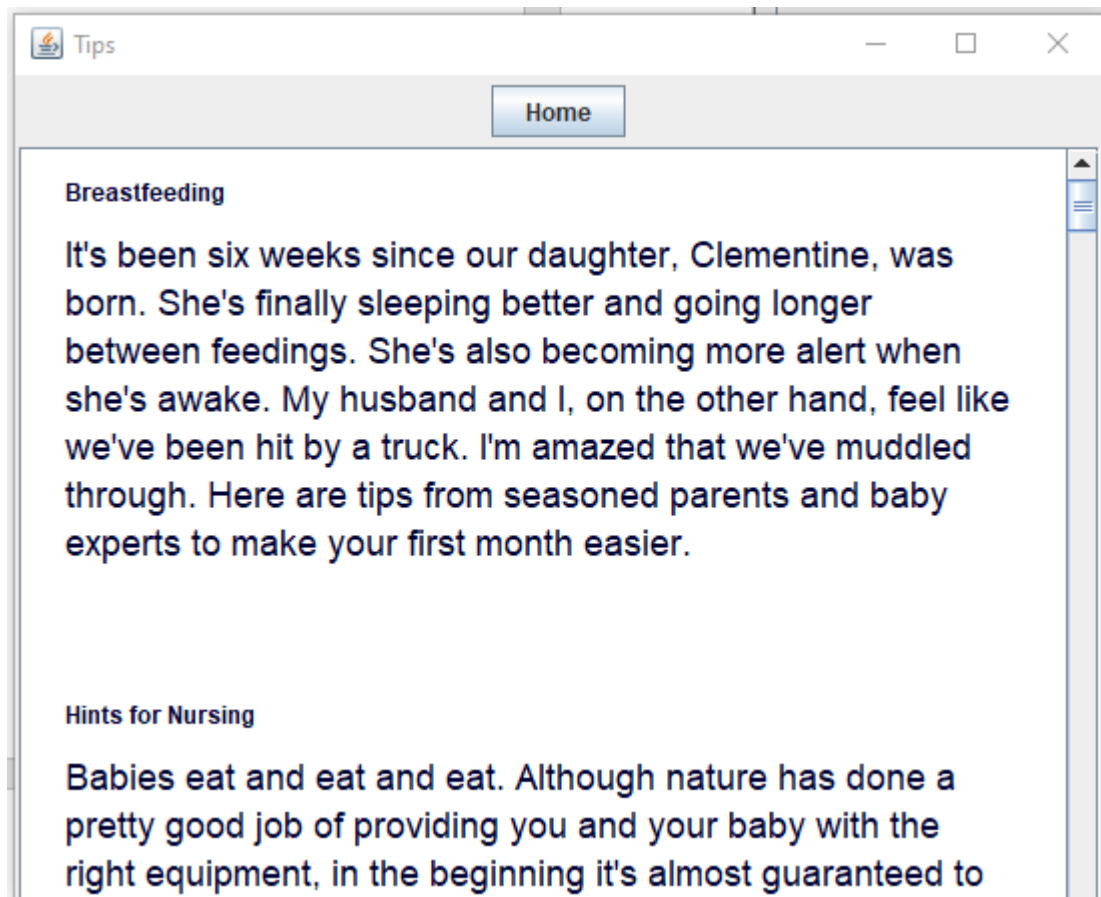 Tips
Home
Breastfeeding
It's been six weeks since our daughter, Clementine, was
born. She's finally sleeping better and going longer
between feedings. She's also becoming more alert when
she's awake. My husband and I, on the other hand, feel like
we've been hit by a truck. I'm amazed that we've muddled
through. Here are tips from seasoned parents and baby
experts to make your first month easier.
Hints for Nursing
Babies eat and eat and eat. Although nature has done a
pretty good job of providing you and your baby with the
right equipment, in the beginning it's almost guaranteed to